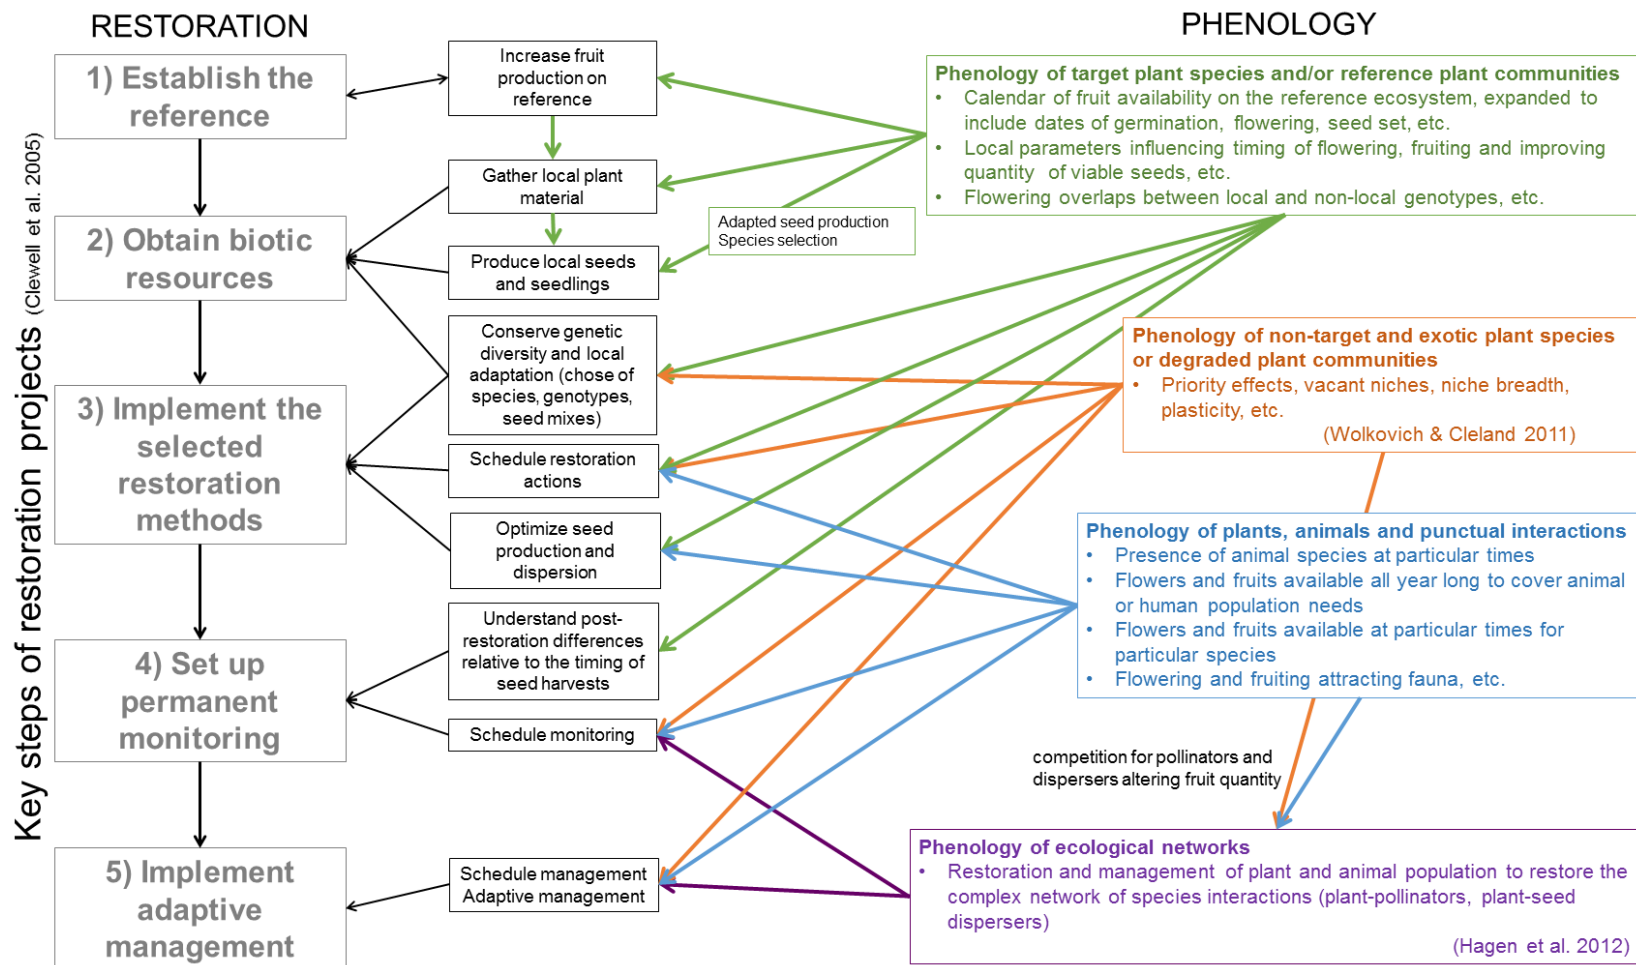 RESTORATION
PHENOLOGY
Key steps of restoration projects (Clewell et al. 2005)
1) Establish the
reference
2) Obtain biotic
resources
3) Implement the
selected
restoration
methods
4) Set up
permanent
monitoring
5) Implement
adaptive
management
Increase fruit
production on
reference
Gather local plant
material
Produce local seeds
and seedlings
Conserve genetic
diversity and local
adaptation (chose of
species, genotypes,
seed mixes)
Schedule restoration
actions
Optimize seed
production and
dispersion
Understand post-
restoration differences
relative to the timing of
seed harvests
Schedule monitoring
Schedule management
Adaptive management
Adapted seed production
Species selection
Phenology of target plant species and/or reference plant communities
• Calendar of fruit availability on the reference ecosystem, expanded to
include dates of germination, flowering, seed set, etc.
• Local parameters influencing timing of flowering, fruiting and improving
quantity of viable seeds, etc.
• Flowering overlaps between local and non-local genotypes, etc.
Phenology of non-target and exotic plant species
or degraded plant communities
• Priority effects, vacant niches, niche breadth,
plasticity, etc.
(Wolkovich & Cleland 2011)
Phenology of plants, animals and punctual interactions
• Presence of animal species at particular times
• Flowers and fruits available all year long to cover animal
or human population needs
• Flowers and fruits available at particular times for
particular species
• Flowering and fruiting attracting fauna, etc.
competition for pollinators and
dispersers altering fruit quantity
Phenology of ecological networks
• Restoration and management of plant and animal population to restore the
complex network of species interactions (plant-pollinators, plant-seed
dispersers)
(Hagen et al. 2012)